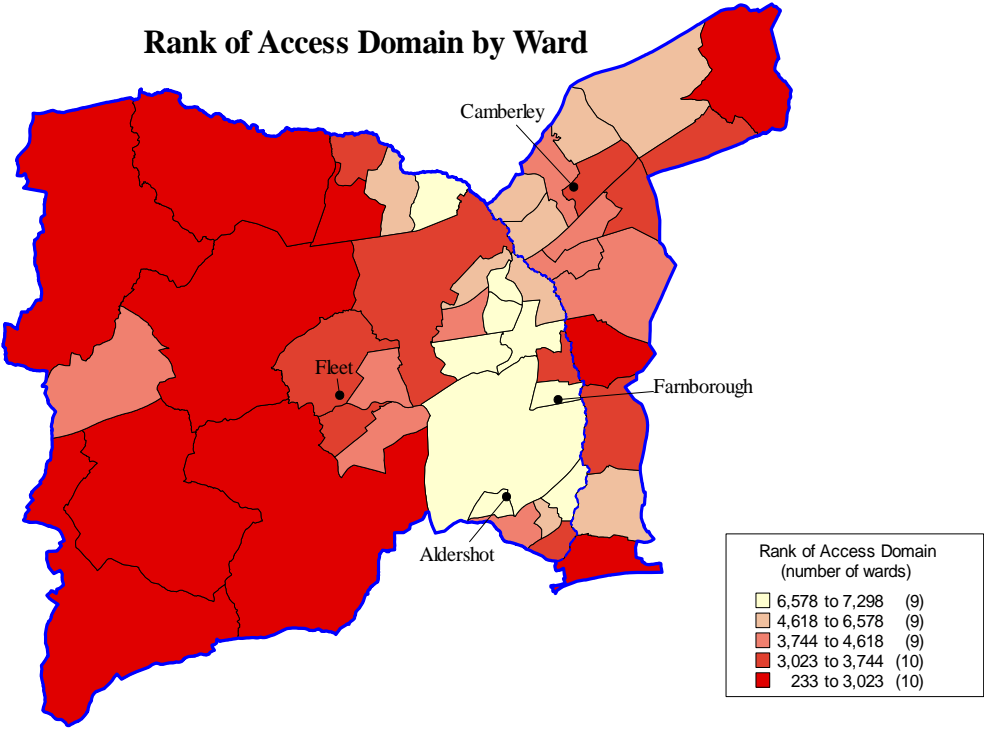 Rank of Access Domain by Ward
Camberley
Fleet
Farnborough
Aldershot
Rank of Access Domain
(number of wards)
6,578 to 7,298 (9)
4,618 to 6,578 (9)
3,744 to 4,618 (9)
3,023 to 3,744 (10)
233 to 3,023 (10)